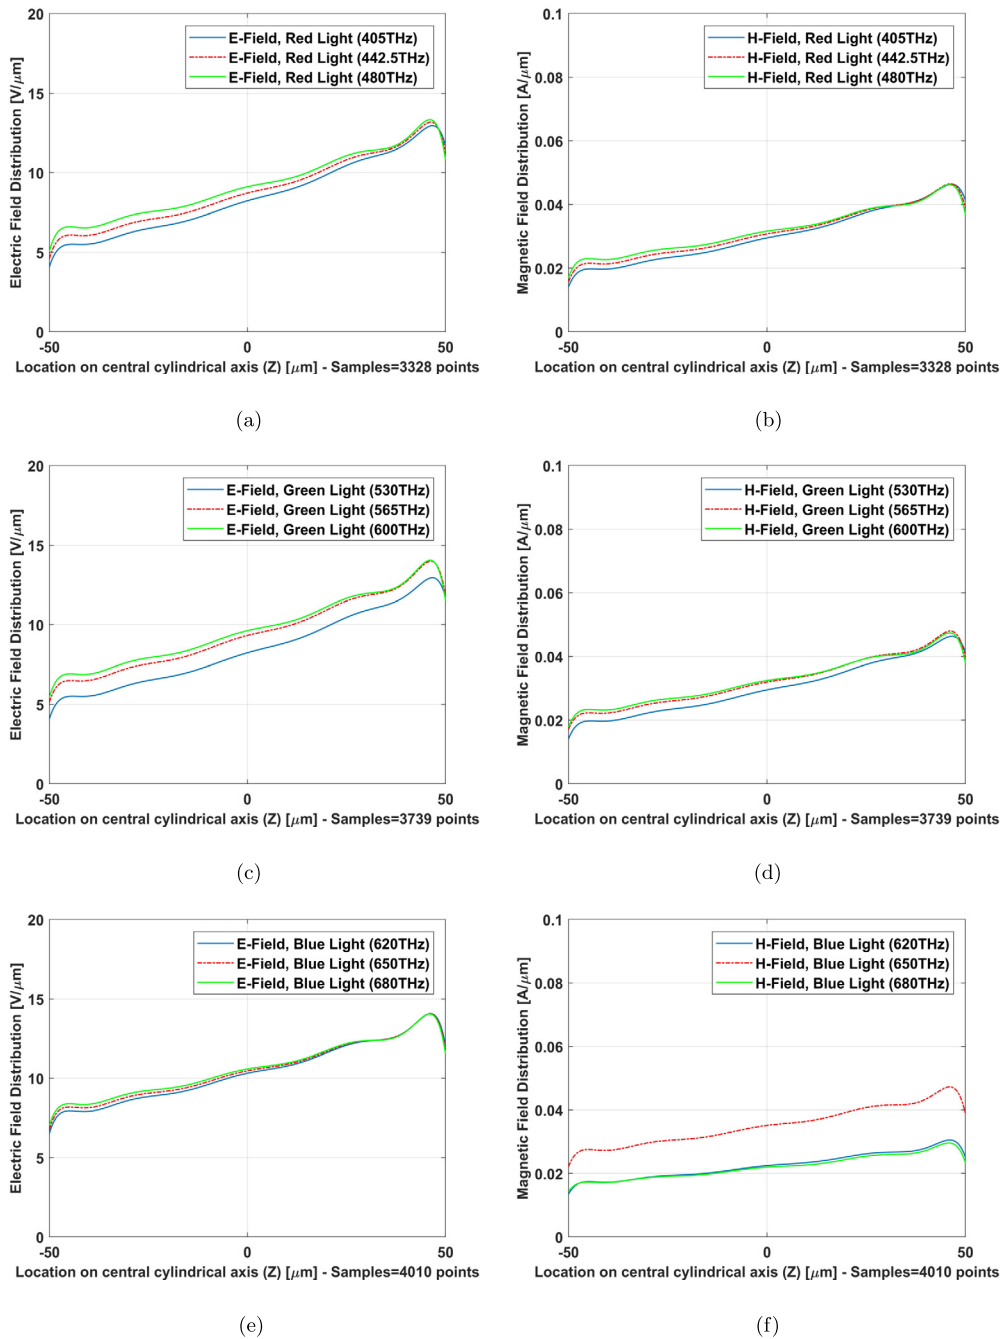 20
15
10
5
0
-50
0
50
Electric Field Distribution [V/μm]
E-Field, Red Light (405THz)
E-Field, Red Light (442.5THz)
E-Field, Red Light (480THz)
Location on central cylindrical axis (Z) [μm] - Samples=3328 points
(a)
0.1
0.08
0.06
0.04
0.02
0
-50
0
50
Magnetic Field Distribution [A/μm]
H-Field, Red Light (405THz)
H-Field, Red Light (442.5THz)
H-Field, Red Light (480THz)
Location on central cylindrical axis (Z) [μm] - Samples=3328 points
(b)
20
15
10
5
0
-50
0
50
Electric Field Distribution [V/μm]
E-Field, Green Light (530THz)
E-Field, Green Light (565THz)
E-Field, Green Light (600THz)
Location on central cylindrical axis (Z) [μm] - Samples=3739 points
(c)
0.1
0.08
0.06
0.04
0.02
0
-50
0
50
Magnetic Field Distribution [A/μm]
H-Field, Green Light (530THz)
H-Field, Green Light (565THz)
H-Field, Green Light (600THz)
Location on central cylindrical axis (Z) [μm] - Samples=3739 points
(d)
20
15
10
5
0
-50
0
50
Electric Field Distribution [V/μm]
E-Field, Blue Light (620THz)
E-Field, Blue Light (650THz)
E-Field, Blue Light (680THz)
Location on central cylindrical axis (Z) [μm] - Samples=4010 points
(e)
0.1
0.08
0.06
0.04
0.02
0
-50
0
50
Magnetic Field Distribution [A/μm]
H-Field, Blue Light (620THz)
H-Field, Blue Light (650THz)
H-Field, Blue Light (680THz)
Location on central cylindrical axis (Z) [μm] - Samples=4010 points
(f)